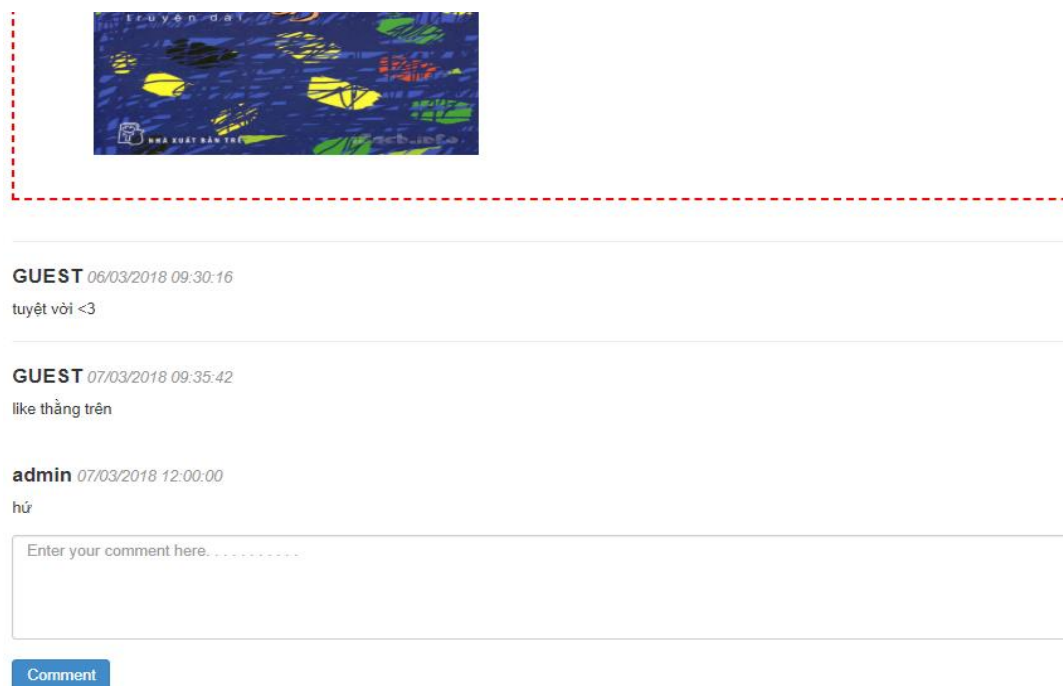 truyện dài
NHÀ XUẤT BẢN TRẺ
GUEST 06/03/2018 09:30:16
tuyệt vời <3
GUEST 07/03/2018 09:35:42
like thằng trên
admin 07/03/2018 12:00:00
hứ
Enter your comment here. . . . . . . . . . .
Comment